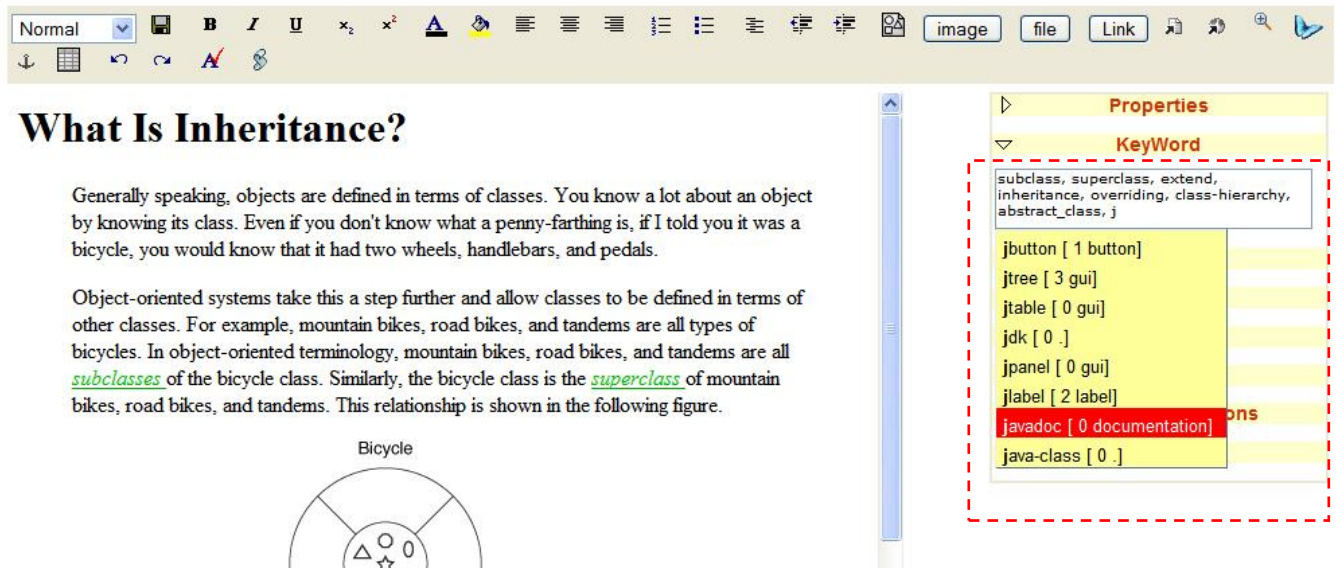 Normal
B I U x2 x2 A image file Link
A
What Is Inheritance?
Generally speaking, objects are defined in terms of classes. You know a lot about an object
by knowing its class. Even if you don't know what a penny-farthing is, if I told you it was a
bicycle, you would know that it had two wheels, handlebars, and pedals.
Object-oriented systems take this a step further and allow classes to be defined in terms of
other classes. For example, mountain bikes, road bikes, and tandems are all types of
bicycles. In object-oriented terminology, mountain bikes, road bikes, and tandems are all
subclasses of the bicycle class. Similarly, the bicycle class is the superclass of mountain
bikes, road bikes, and tandems. This relationship is shown in the following figure.
Bicycle
Properties
KeyWord
subclass, superclass, extend,
inheritance, overriding, class-hierarchy,
abstract_class, j
jbutton [ 1 button]
jtree [ 3 gui]
jtable [ 0 gui]
jdk [ 0 .]
jpanel [ 0 gui]
jlabel [ 2 label]
ons
javadoc [ 0 documentation]
java-class [ 0 .]